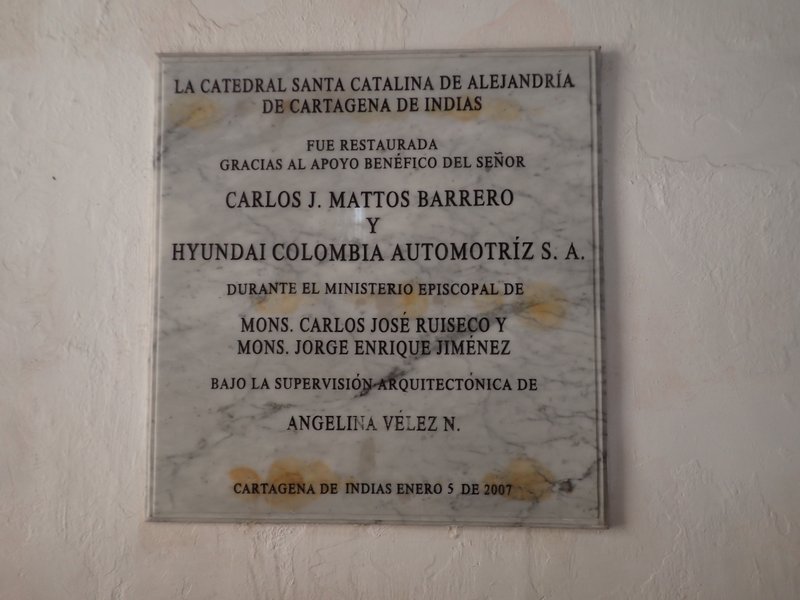 LA CATEDRAL SANTA CATALINA DE ALEJANDRÍA
DE CARTAGENA DE INDIAS
FUE RESTAURADA
GRACIAS AL APOYO BENÉFICO DEL SEÑOR
CARLOS J. MATTOS BARRERO
Y
HYUNDAI COLOMBIA AUTOMOTRÍZ S. A.
DURANTE EL MINISTERIO EPISCOPAL DE
MONS. CARLOS JOSÉ RUISECO Y
MONS. JORGE ENRIQUE JIMÉNEZ
BAJO LA SUPERVISIÓN ARQUITECTÓNICA DE
ANGELINA VÉLEZ N.
CARTAGENA DE INDIAS ENERO 5 DE 2007